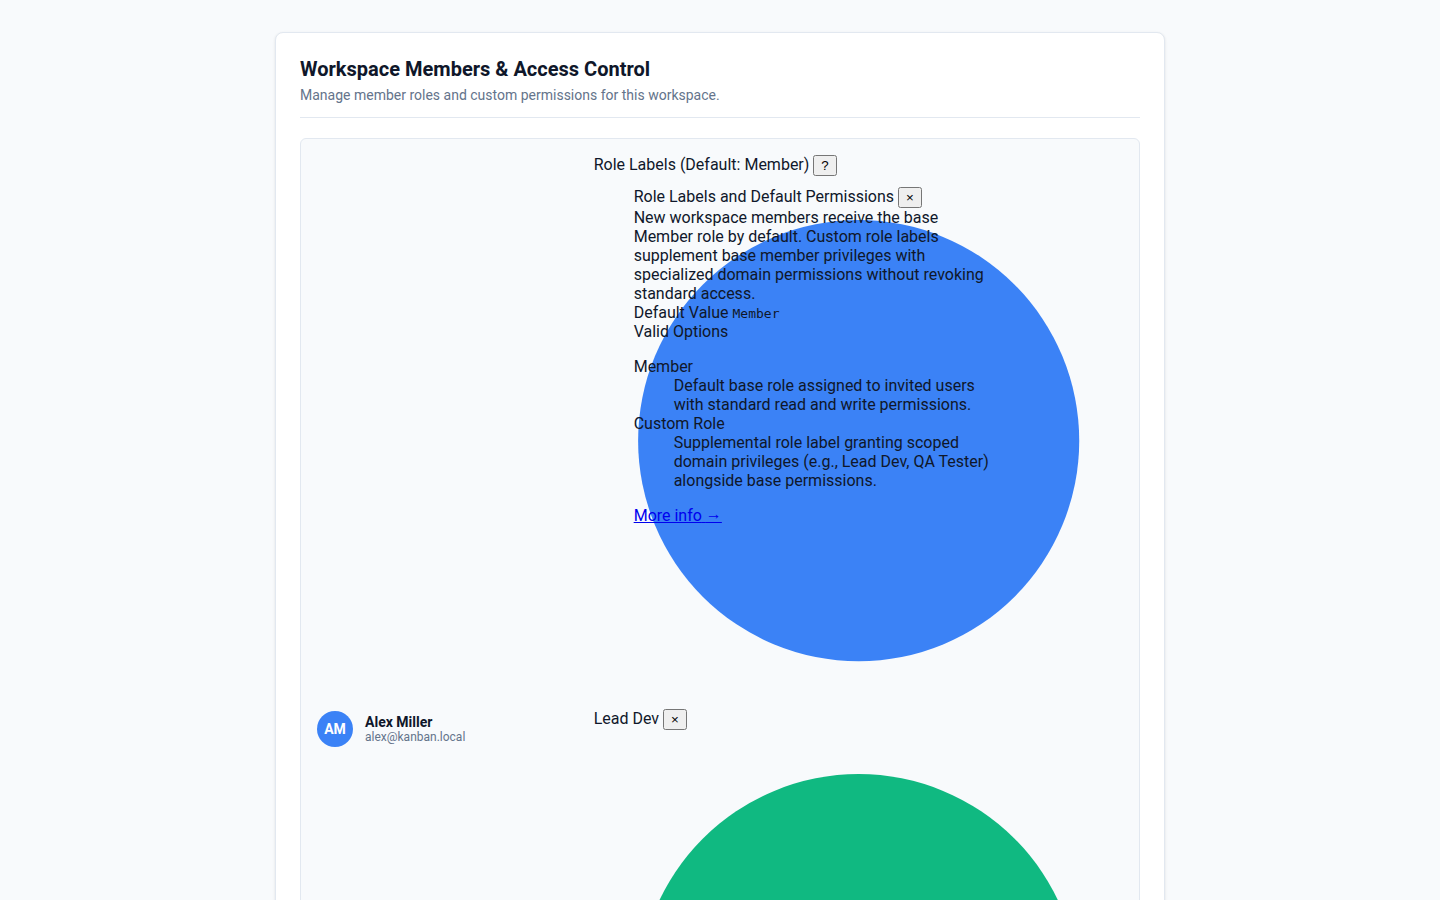 Workspace Members & Access Control
Manage member roles and custom permissions for this workspace.
Role Labels (Default: Member) ?
Role Labels and Default Permissions ×
New workspace members receive the base
Member role by default. Custom role labels
supplement base member privileges with
specialized domain permissions without revoking
standard access.
Default Value Member
Valid Options
Member
Default base role assigned to invited users
with standard read and write permissions.
Custom Role
Supplemental role label granting scoped
domain privileges (e.g., Lead Dev, QA Tester)
alongside base permissions.
More info →
AM
Alex Miller
alex@kanban.local
Lead Dev ×